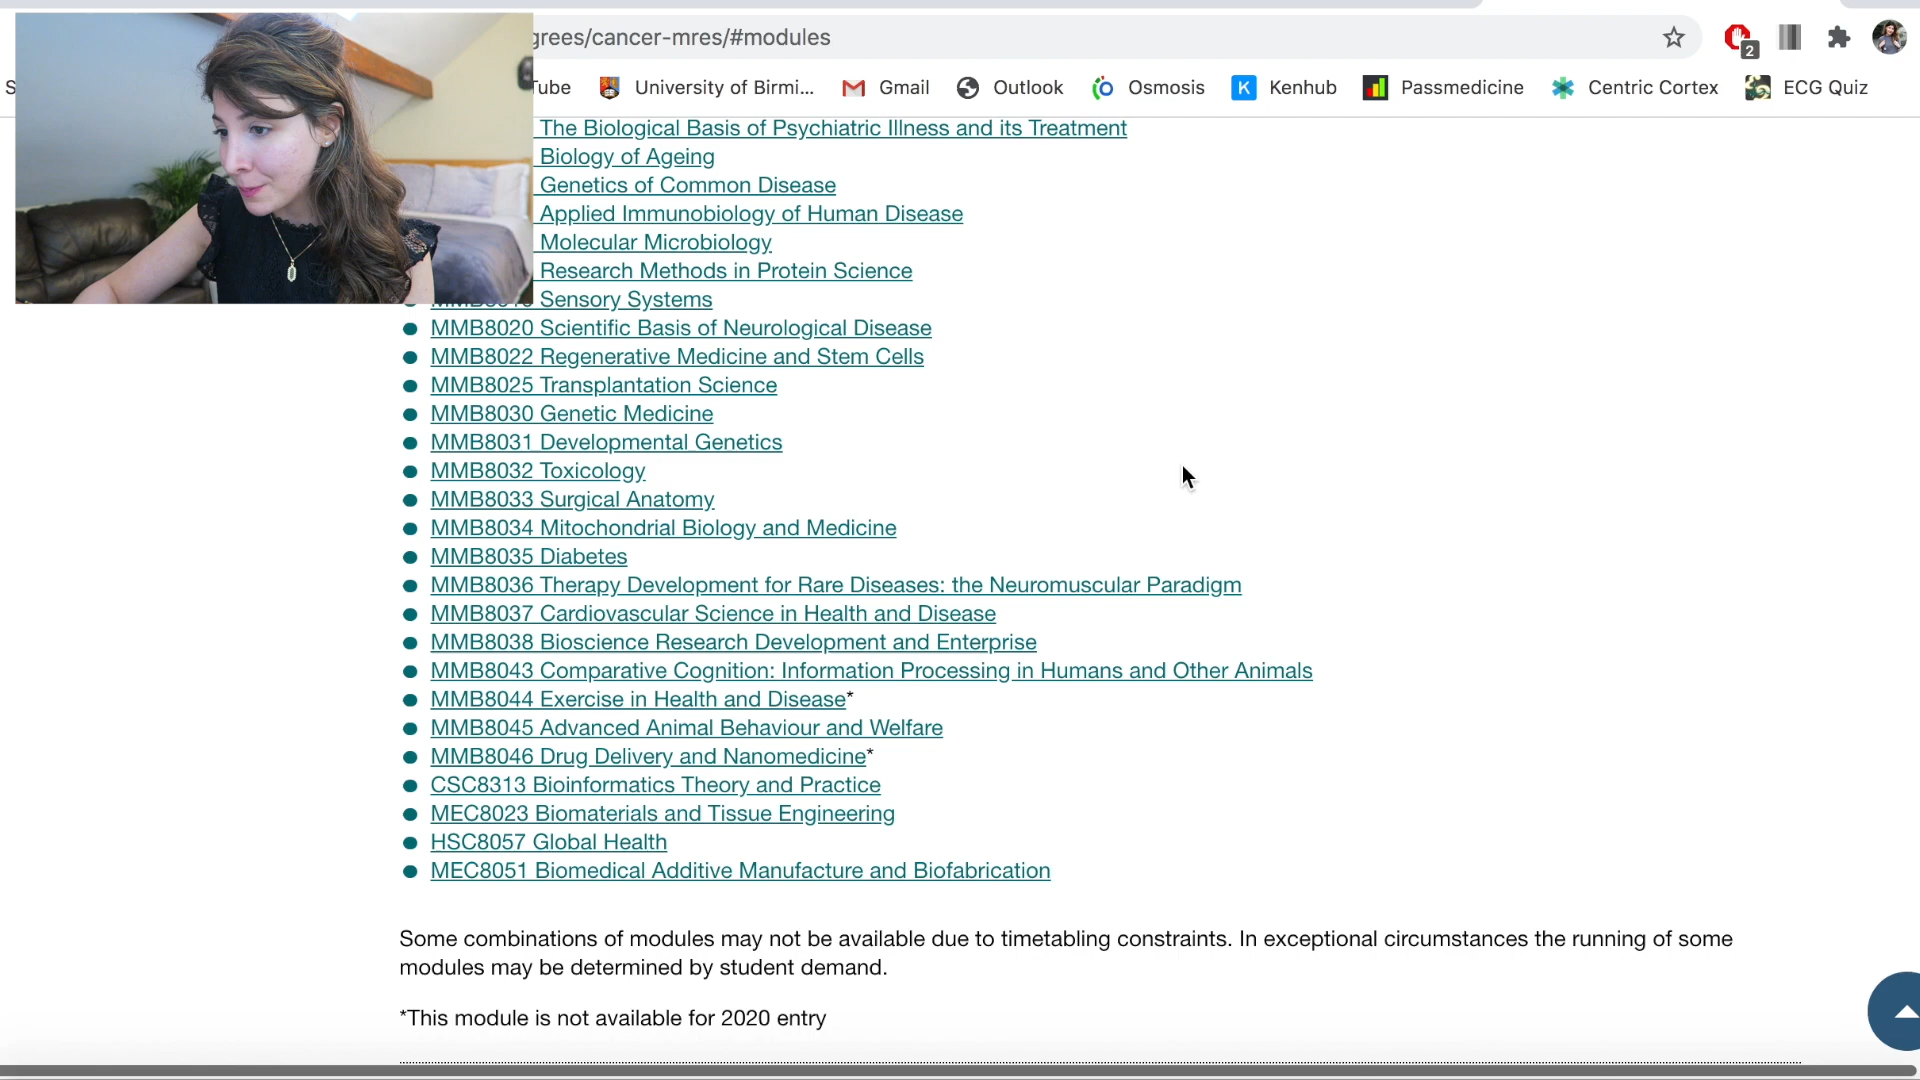 grees/cancer-mres/#modules
2
S
Tube
University of Birmi...
Gmail
Outlook
Osmosis
K
Kenhub
Passmedicine
Centric Cortex
ECG Quiz
The Biological Basis of Psychiatric Illness and its Treatment
Biology of Ageing
Genetics of Common Disease
Applied Immunobiology of Human Disease
Molecular Microbiology
Research Methods in Protein Science
Sensory Systems
MMB8020 Scientific Basis of Neurological Disease
MMB8022 Regenerative Medicine and Stem Cells
MMB8025 Transplantation Science
MMB8030 Genetic Medicine
MMB8031 Developmental Genetics
MMB8032 Toxicology
MMB8033 Surgical Anatomy
MMB8034 Mitochondrial Biology and Medicine
MMB8035 Diabetes
MMB8036 Therapy Development for Rare Diseases: the Neuromuscular Paradigm
MMB8037 Cardiovascular Science in Health and Disease
MMB8038 Bioscience Research Development and Enterprise
MMB8043 Comparative Cognition: Information Processing in Humans and Other Animals
MMB8044 Exercise in Health and Disease*
MMB8045 Advanced Animal Behaviour and Welfare
MMB8046 Drug Delivery and Nanomedicine*
CSC8313 Bioinformatics Theory and Practice
MEC8023 Biomaterials and Tissue Engineering
HSC8057 Global Health
MEC8051 Biomedical Additive Manufacture and Biofabrication
Some combinations of modules may not be available due to timetabling constraints. In exceptional circumstances the running of some
modules may be determined by student demand.
*This module is not available for 2020 entry